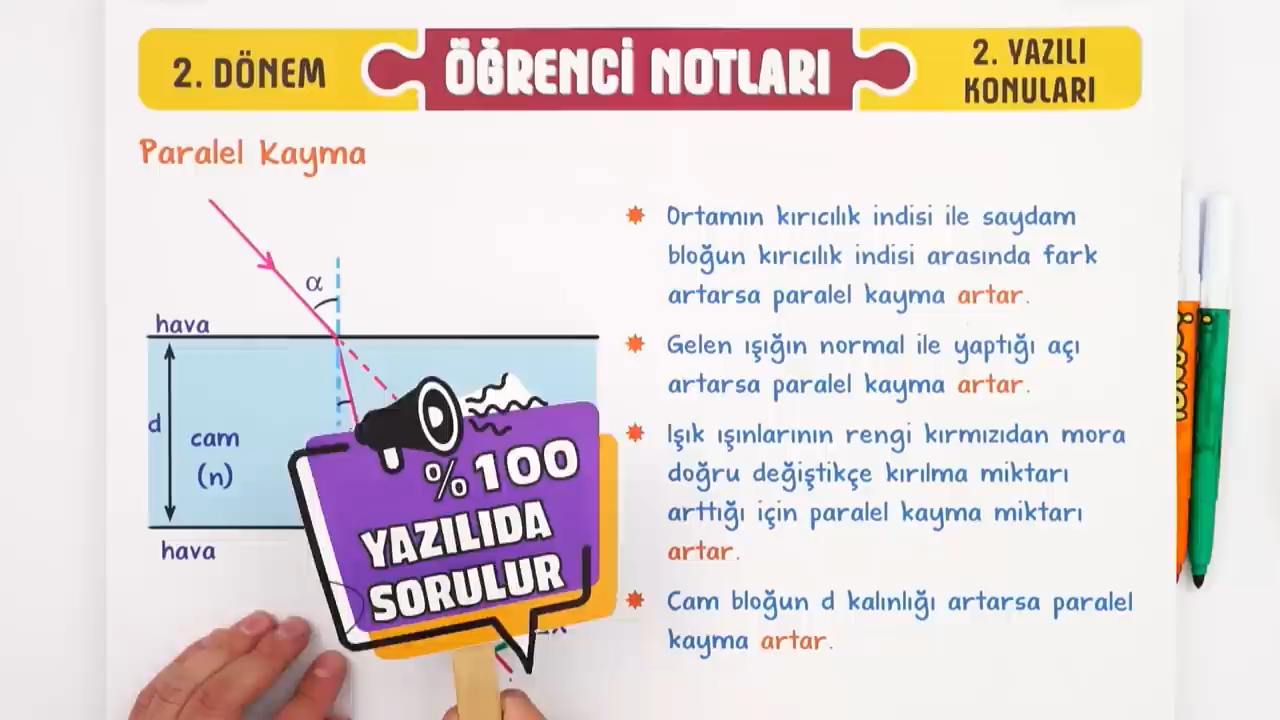 2. DÖNEM
ÖĞRENCİ NOTLARI
2. YAZILI
KONULARI
Paralel Kayma
α
hava
d
cam
(n)
hava
%100
YAZILIDA
SORULUR
Ortamın kırıcılık indisi ile saydam
bloğun kırıcılık indisi arasında fark
artarsa paralel kayma artar.
Gelen ışığın normal ile yaptığı açı
artarsa paralel kayma artar.
Işık ışınlarının rengi kırmızıdan mora
doğru değiştikçe kırılma miktarı
arttığı için paralel kayma miktarı
artar.
Cam bloğun d kalınlığı artarsa paralel
kayma artar.